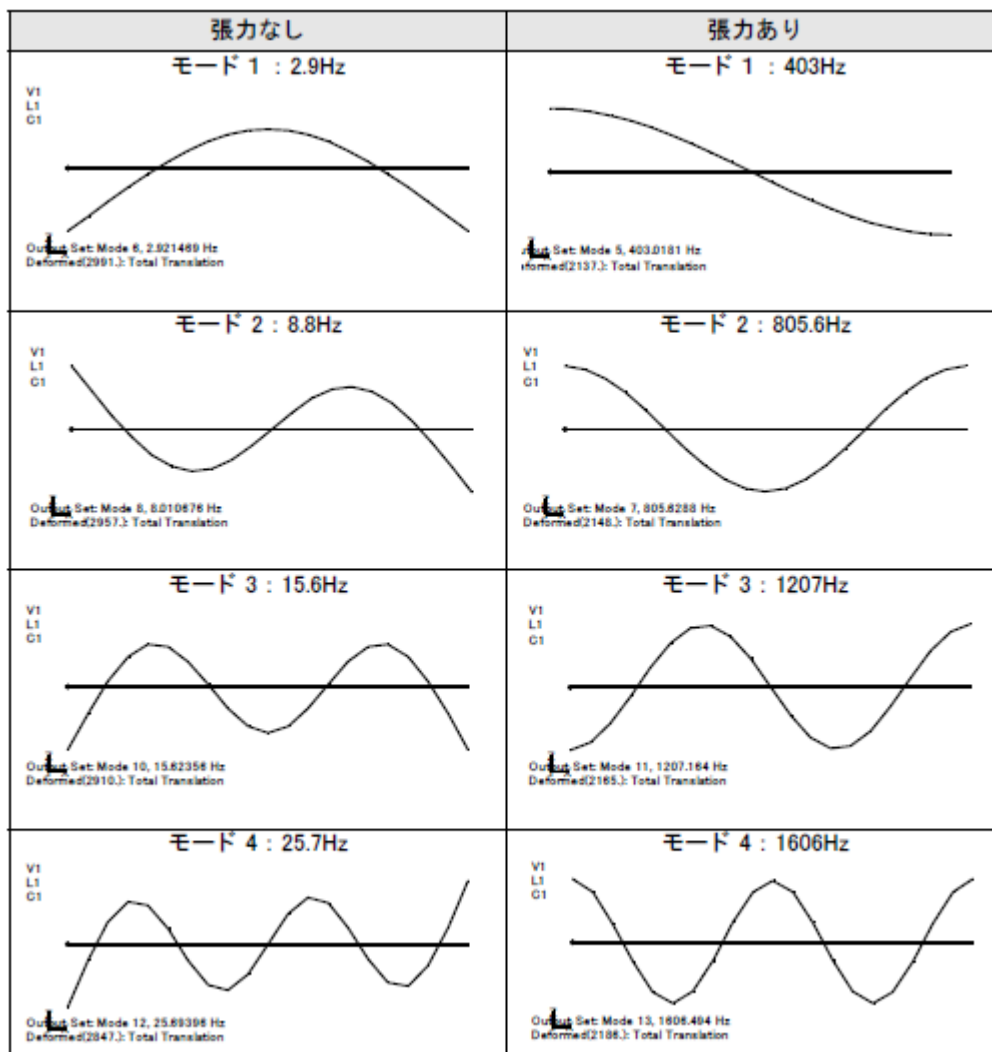 張力なし
張力あり
モード 1 : 2.9Hz
V1
L1
C1
Output Set: Mode 6, 2.921469 Hz
Deformed(2991.): Total Translation
モード 1 : 403Hz
Set: Mode 5, 403.0181 Hz
formed(2137.): Total Translation
モード 2 : 8.8Hz
V1
L1
C1
Output Set: Mode 8, 8.010676 Hz
Deformed(2957.): Total Translation
モード 2 : 805.6Hz
V1
L1
C1
Output Set: Mode 7, 805.6288 Hz
Deformed(2148.): Total Translation
モード 3 : 15.6Hz
V1
L1
C1
Output Set: Mode 10, 15.62356 Hz
Deformed(2910.): Total Translation
モード 3 : 1207Hz
V1
L1
C1
Output Set: Mode 11, 1207.164 Hz
Deformed(2165.): Total Translation
モード 4 : 25.7Hz
V1
L1
C1
Output Set: Mode 12, 25.69396 Hz
Deformed(2847.): Total Translation
モード 4 : 1606Hz
V1
L1
C1
Output Set: Mode 13, 1606.494 Hz
Deformed(2186.): Total Translation